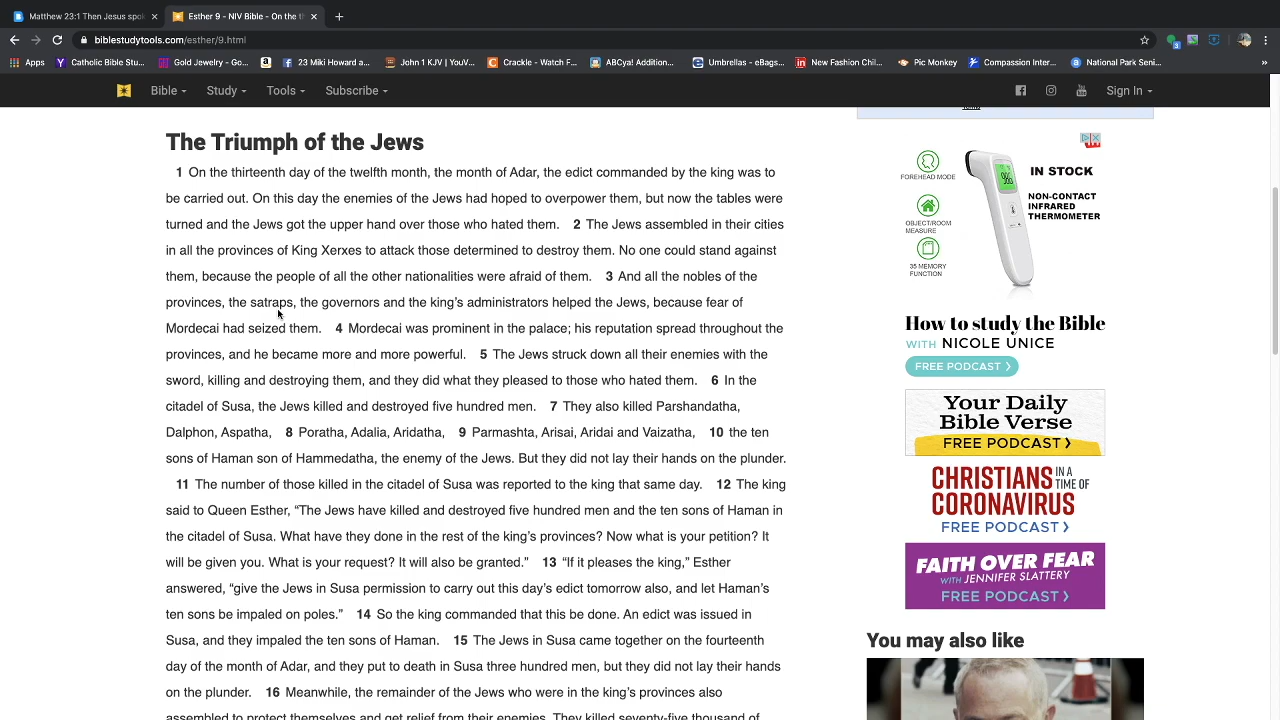 Matthew 23:1 Then Jesus spok
Esther 9 - NIV Bible - On the th
biblestudytools.com/esther/9.html
Apps
Catholic Bible Stu...
Gold Jewelry - Go...
23 Miki Howard a...
John 1 KJV | YouV...
Crackle - Watch F...
ABCya! Addition...
Umbrellas - eBags...
New Fashion Chil...
Pic Monkey
Compassion Inter...
National Park Seni...
Bible
Study
Tools
Subscribe
Sign In
The Triumph of the Jews
1 On the thirteenth day of the twelfth month, the month of Adar, the edict commanded by the king was to
be carried out. On this day the enemies of the Jews had hoped to overpower them, but now the tables were
turned and the Jews got the upper hand over those who hated them. 2 The Jews assembled in their cities
in all the provinces of King Xerxes to attack those determined to destroy them. No one could stand against
them, because the people of all the other nationalities were afraid of them. 3 And all the nobles of the
provinces, the satraps, the governors and the king's administrators helped the Jews, because fear of
Mordecai had seized them. 4 Mordecai was prominent in the palace; his reputation spread throughout the
provinces, and he became more and more powerful. 5 The Jews struck down all their enemies with the
sword, killing and destroying them, and they did what they pleased to those who hated them. 6 In the
citadel of Susa, the Jews killed and destroyed five hundred men. 7 They also killed Parshandatha,
Dalphon, Aspatha, 8 Poratha, Adalia, Aridatha, 9 Parmashta, Arisai, Aridai and Vaizatha, 10 the ten
sons of Haman son of Hammedatha, the enemy of the Jews. But they did not lay their hands on the plunder.
11 The number of those killed in the citadel of Susa was reported to the king that same day. 12 The king
said to Queen Esther, “The Jews have killed and destroyed five hundred men and the ten sons of Haman in
the citadel of Susa. What have they done in the rest of the king's provinces? Now what is your petition? It
will be given you. What is your request? It will also be granted.” 13 “If it pleases the king,” Esther
answered, “give the Jews in Susa permission to carry out this day's edict tomorrow also, and let Haman's
ten sons be impaled on poles.” 14 So the king commanded that this be done. An edict was issued in
Susa, and they impaled the ten sons of Haman. 15 The Jews in Susa came together on the fourteenth
day of the month of Adar, and they put to death in Susa three hundred men, but they did not lay their hands
on the plunder. 16 Meanwhile, the remainder of the Jews who were in the king's provinces also
assembled to protect themselves and get relief from their enemies. They killed seventy-five thousand of
FOREHEAD MODE
OBJECT/ROOM
MEASURE
35 MEMORY
FUNCTION
IN STOCK
NON-CONTACT
INFRARED
THERMOMETER
How to study the Bible
WITH NICOLE UNICE
FREE PODCAST >
Your Daily
Bible Verse
FREE PODCAST >
CHRISTIANS IN A
TIME OF
CORONAVIRUS
FREE PODCAST >
FAITH OVER FEAR
WITH JENNIFER SLATTERY
FREE PODCAST >
You may also like